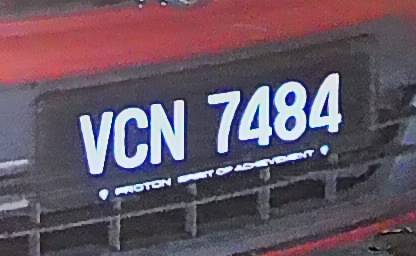 VCN 7484
PROTON SPIRIT OF ACHIEVEMENT